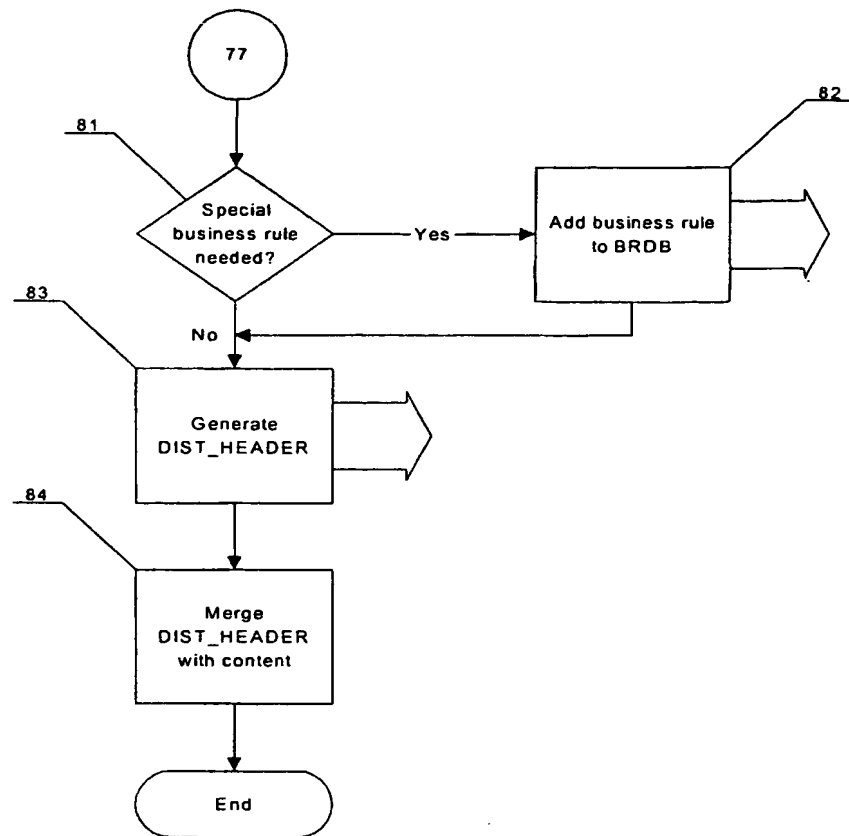 77
81
82
Special
business rule
needed?
Yes
Add business rule
to BRDB
83
No
Generate
DIST_HEADER
84
Merge
DIST_HEADER
with content
End